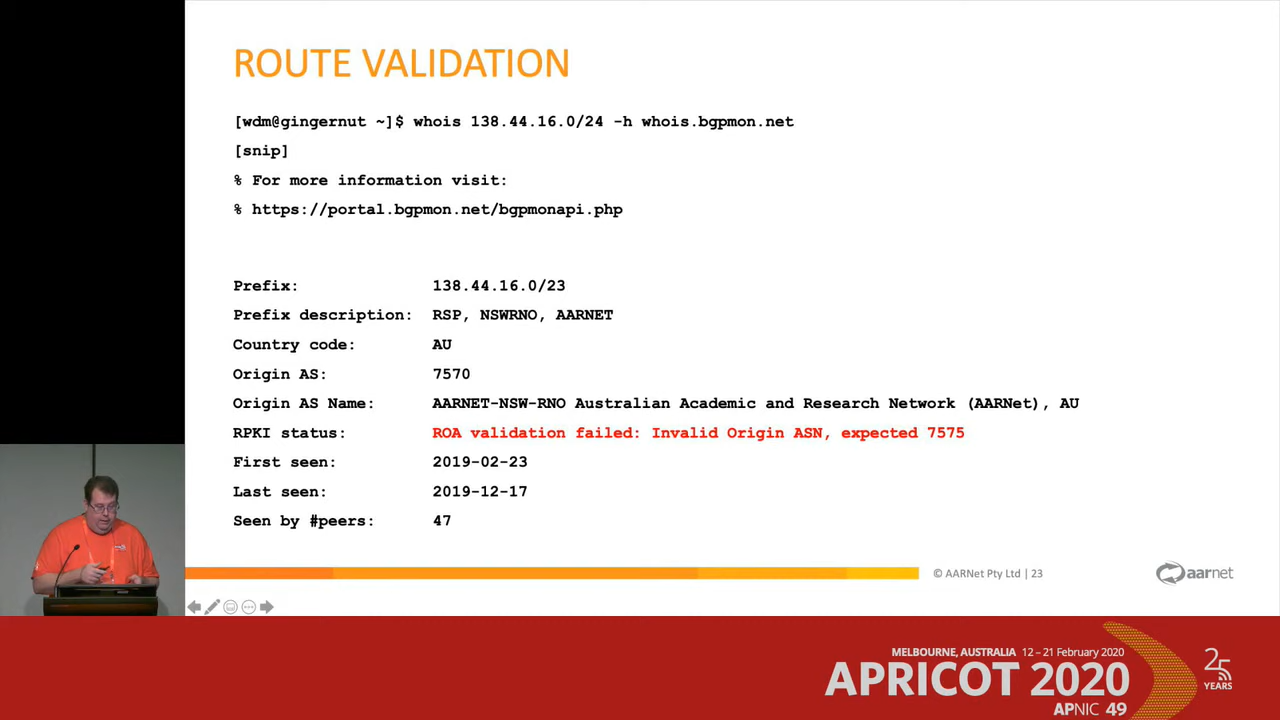 ROUTE VALIDATION
[wdm@gingernut ~]$ whois 138.44.16.0/24 -h whois.bgpmon.net
[snip]
% For more information visit:
% https://portal.bgpmon.net/bgpmonapi.php
Prefix: 138.44.16.0/23
Prefix description: RSP, NSWRNO, AARNET
Country code: AU
Origin AS: 7570
Origin AS Name: AARNET-NSW-RNO Australian Academic and Research Network (AARNet), AU
RPKI status: ROA validation failed: Invalid Origin ASN, expected 7575
First seen: 2019-02-23
Last seen: 2019-12-17
Seen by #peers: 47
© AARNet Pty Ltd | 23
aarnet
MELBOURNE, AUSTRALIA 12 – 21 February 2020
APRICOT 2020
APNIC 49
25
YEARS